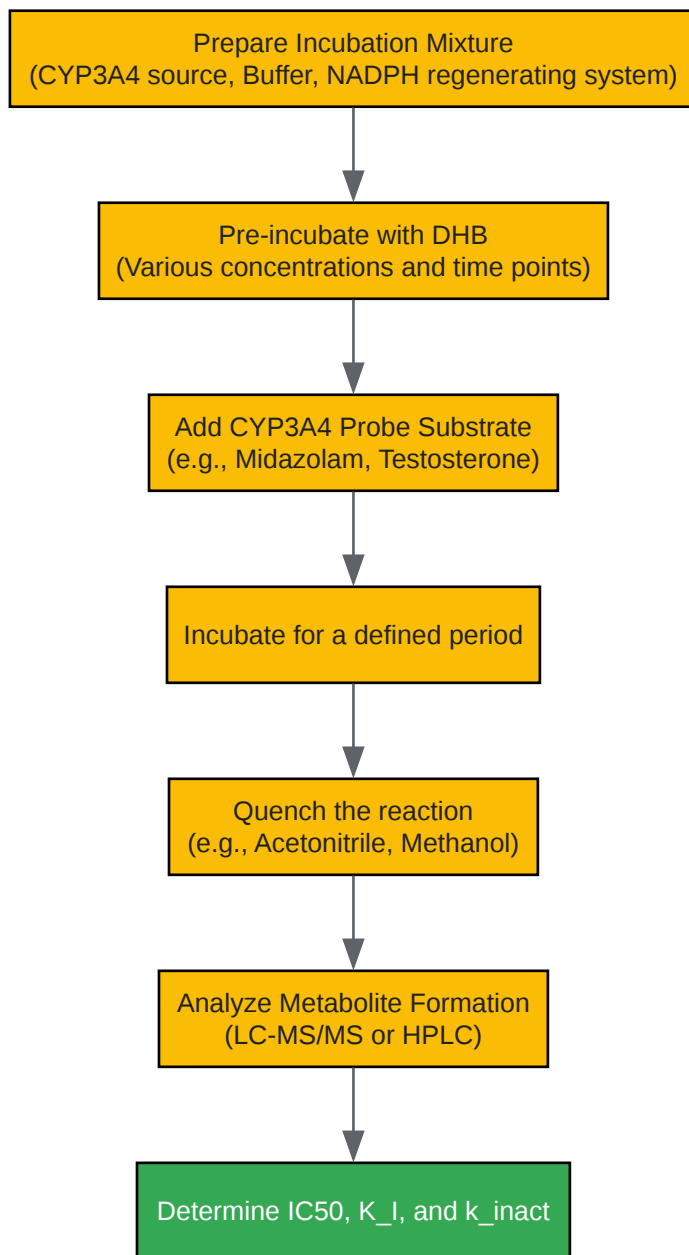 Prepare Incubation Mixture
(CYP3A4 source, Buffer, NADPH regenerating system)
Pre-incubate with DHB
(Various concentrations and time points)
Add CYP3A4 Probe Substrate
(e.g., Midazolam, Testosterone)
Incubate for a defined period
Quench the reaction
(e.g., Acetonitrile, Methanol)
Analyze Metabolite Formation
(LC-MS/MS or HPLC)
Determine IC50, K_I, and k_inact